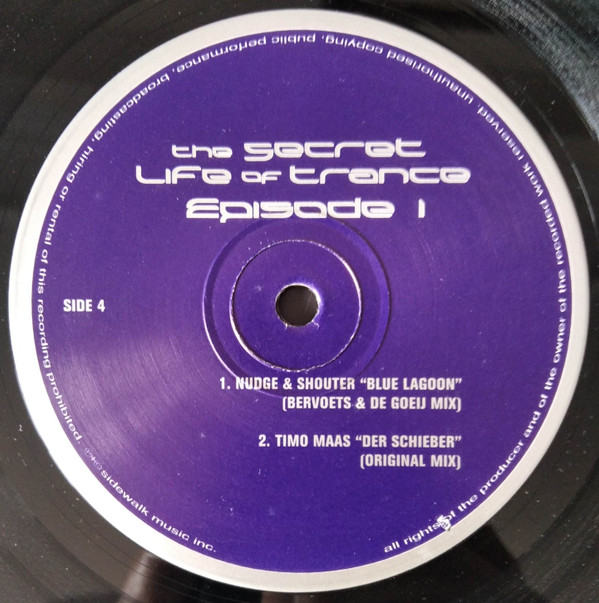 the secret
Life of trance
Episode 1
SIDE 4
1. NUDGE & SHOUTER “BLUE LAGOON”
(BERVOETS & DE GOEIJ MIX)
2. TIMO MAAS “DER SCHIEBER”
(ORIGINAL MIX)
all rights of the producer and of the owner of the recorded work reserved. unauthorised copying, public performance, broadcasting, hiring or rental of this recording prohibited.
sidewalk music inc.